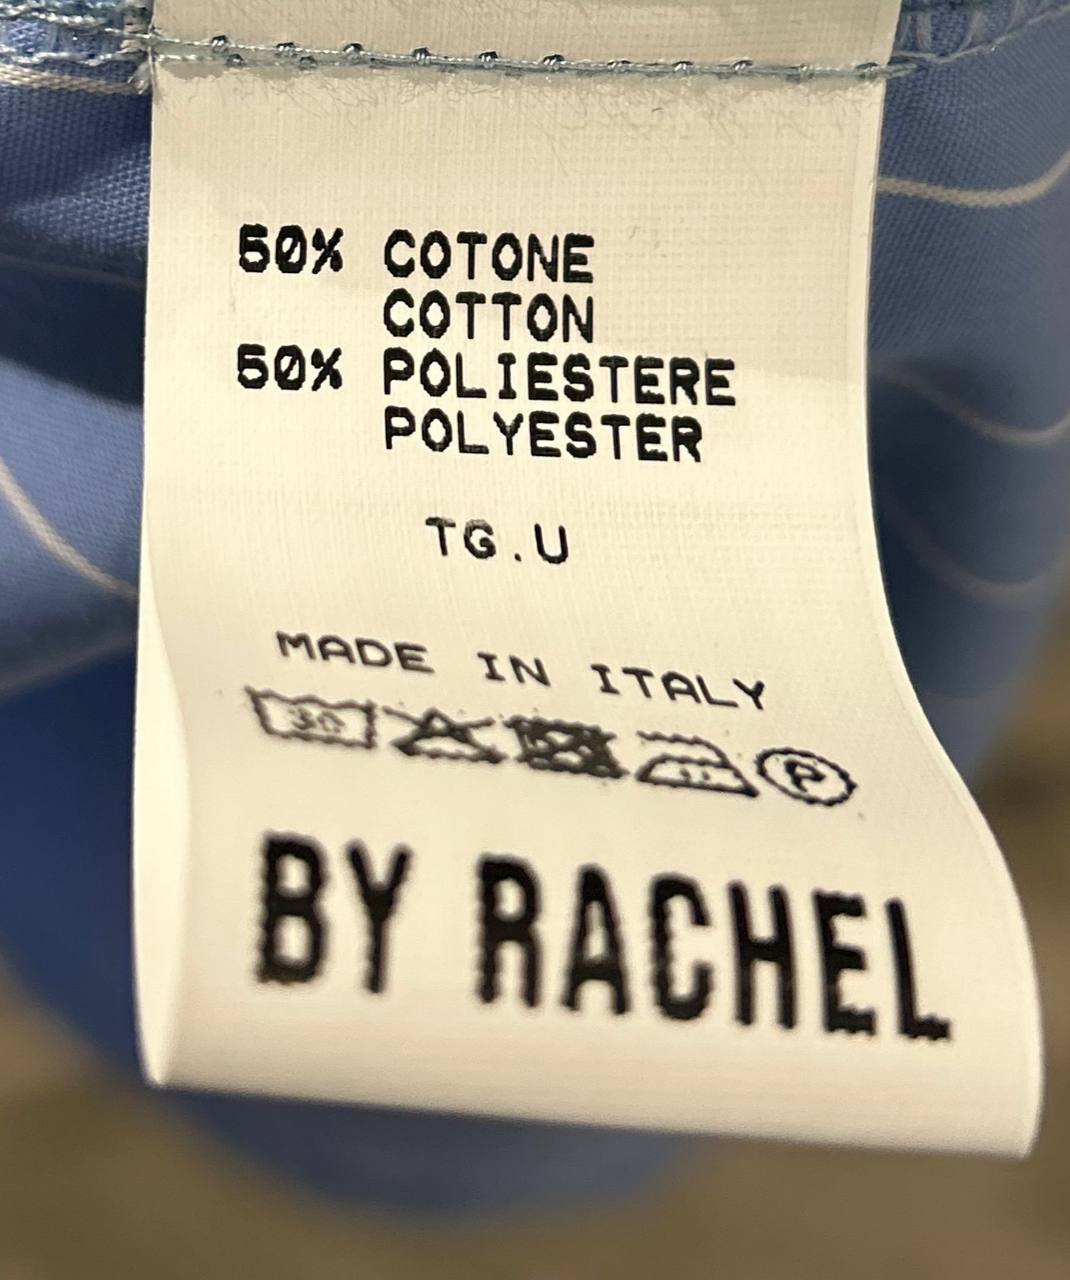 50% COTONE
COTTON
50% POLIESTERE
POLYESTER
TG.U
MADE IN ITALY
30 P
BY RACHEL